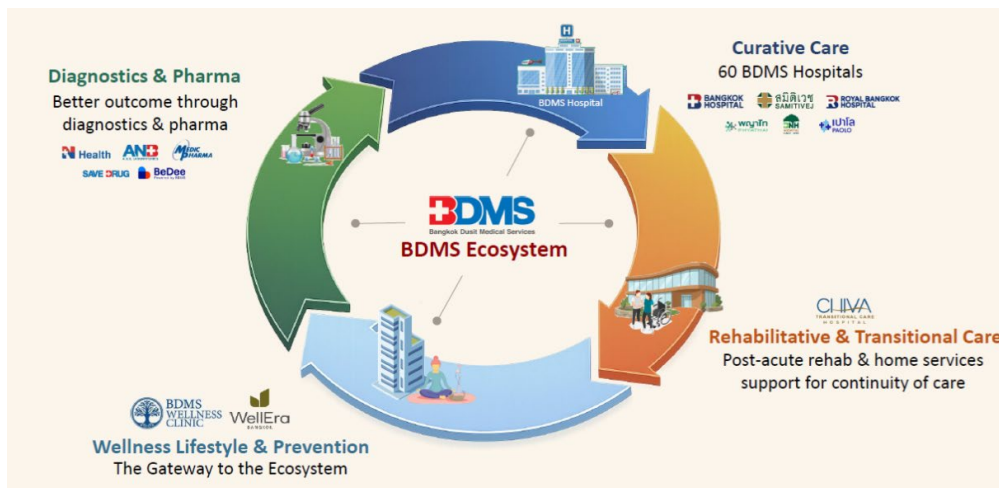 Diagnostics & Pharma
Better outcome through
diagnostics & pharma
N Health
ANB
MEDIC
PHARMA
SAVE DRUG
BeDee
H
BDMS Hospital
Curative Care
60 BDMS Hospitals
BANGKOK
HOSPITAL
สมิติเวช
SAMITIVEJ
ROYAL BANGKOK
HOSPITAL
พญาไท
BNH
เปาโล
PAOLO
BDMS
Bangkok Dusit Medical Services
BDMS Ecosystem
CHIVA
TRANSITIONAL CARE
HOSPITAL
Rehabilitative & Transitional Care
Post-acute rehab & home services
support for continuity of care
BDMS
WELLNESS
CLINIC
WellEra
BANGKOK
Wellness Lifestyle & Prevention
The Gateway to the Ecosystem